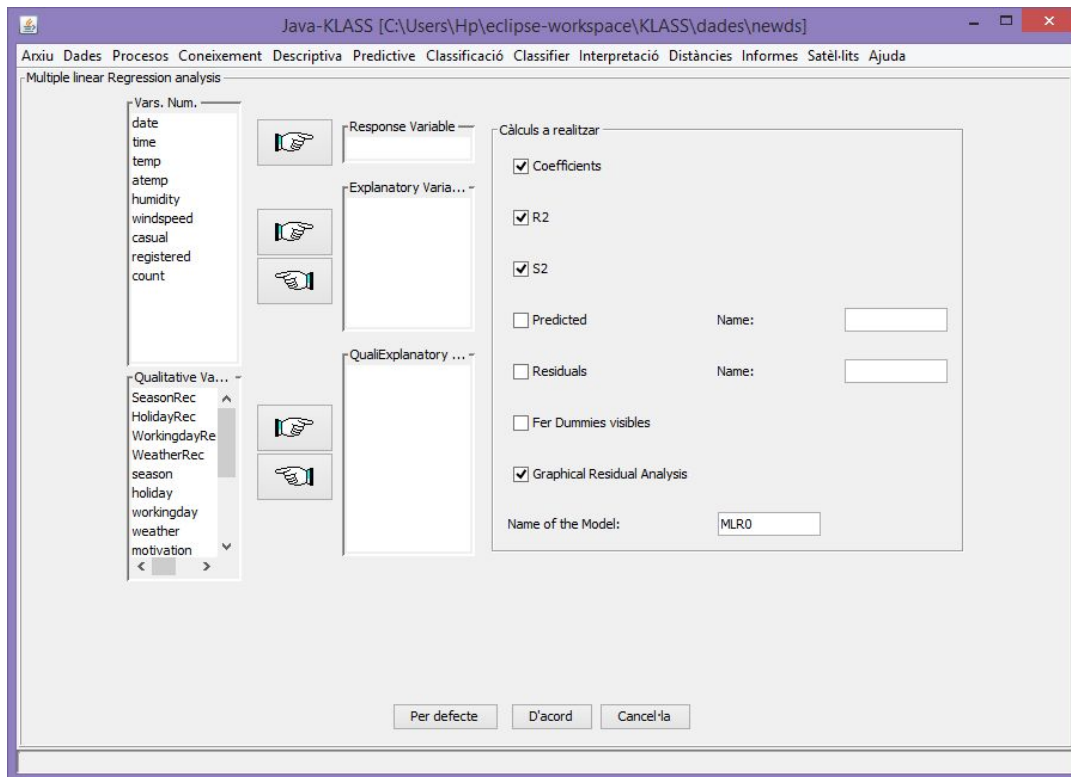 Java-KLASS [C:\Users\Hp\eclipse-workspace\KLASS\dades\newds]
Arxiu Dades Procesos Coneixement Descriptiva Predictive Classificació Classifier Interpretació Distàncies Informes Satèl·lits Ajuda
Multiple linear Regression analysis
Vars. Num.
date
time
temp
atemp
humidity
windspeed
casual
registered
count
Qualitative Va...
SeasonRec
HolidayRec
WorkingdayRe
WeatherRec
season
holiday
workingday
weather
motivation
Response Variable
Explanatory Varia...
QualiExplanatory ...
Càlculs a realitzar
Coefficients
R2
S2
Predicted Name:
Residuals Name:
Fer Dummies visibles
Graphical Residual Analysis
Name of the Model: MLR0
Per defecte D'acord Cancel·la